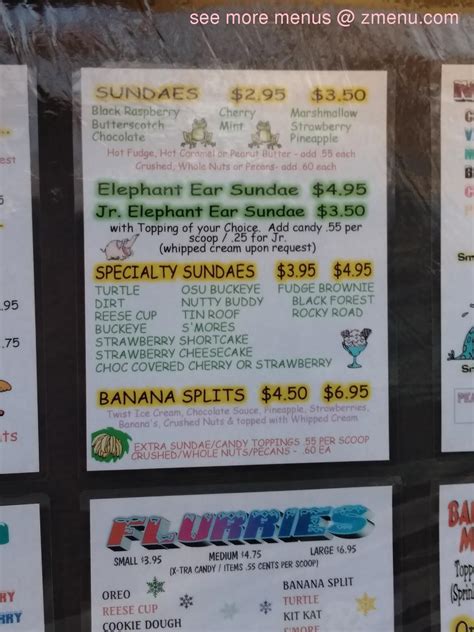 see more menus @ zmenu.com
SUNDAES $2.95 $3.50
Black Raspberry Cherry Marshmallow
Butterscotch Mint Strawberry
Chocolate Pineapple
Hot Fudge, Hot Caramel or Peanut Butter - add .55 each
Crushed, Whole Nuts or Pecans- add .60 each
Elephant Ear Sundae $4.95
Jr. Elephant Ear Sundae $3.50
with Topping of your Choice. Add candy .55 per
scoop / .25 for Jr.
(whipped cream upon request)
SPECIALTY SUNDAES $3.95 $4.95
TURTLE OSU BUCKEYE FUDGE BROWNIE
DIRT NUTTY BUDDY BLACK FOREST
REESE CUP TIN ROOF ROCKY ROAD
BUCKEYE S'MORES
STRAWBERRY SHORTCAKE
STRAWBERRY CHEESECAKE
CHOC COVERED CHERRY OR STRAWBERRY
BANANA SPLITS $4.50 $6.95
Twist Ice Cream, Chocolate Sauce, Pineapple, Strawberries,
Banana's, Crushed Nuts & topped with Whipped Cream
EXTRA SUNDAE/CANDY TOPPINGS .55 PER SCOOP
CRUSHED/WHOLE NUTS/PECANS - .60 EA
FLURRIES
SMALL $3.95 MEDIUM $4.75 LARGE $6.95
(X-TRA CANDY / ITEMS .55 CENTS PER SCOOP)
OREO BANANA SPLIT
REESE CUP TURTLE
COOKIE DOUGH KIT KAT
S'MORE